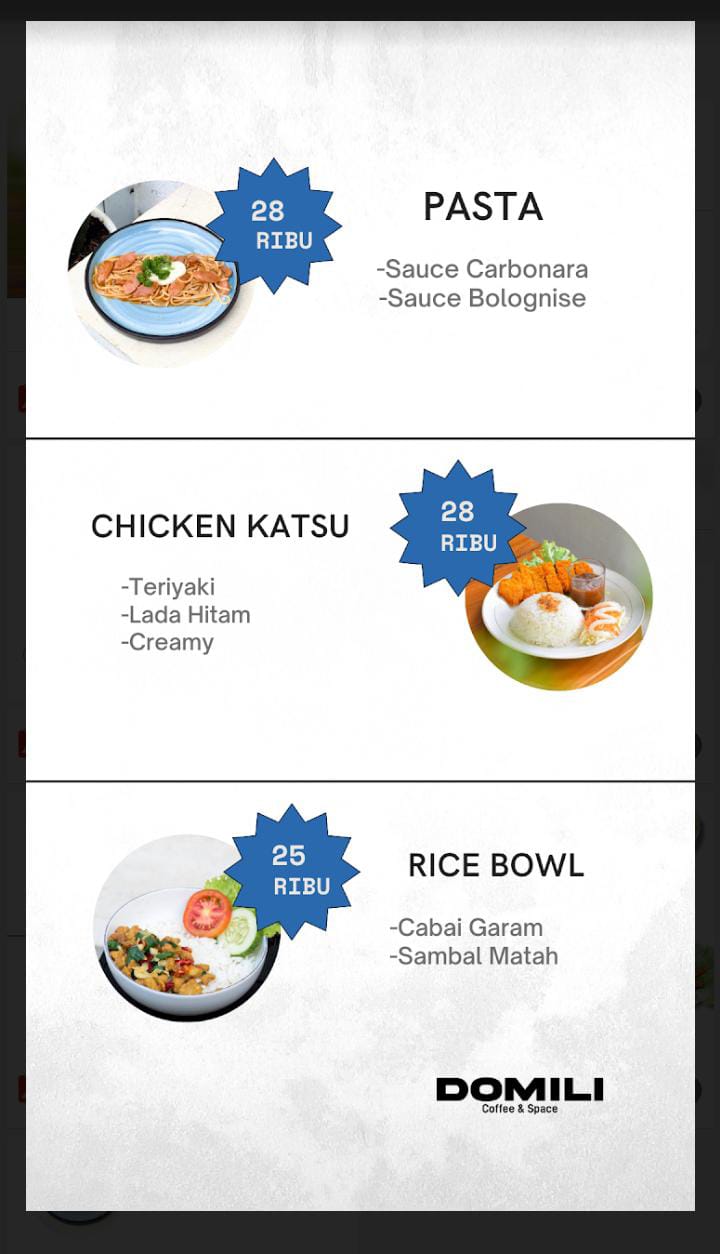 28
RIBU
PASTA
-Sauce Carbonara
-Sauce Bolognise
CHICKEN KATSU
-Teriyaki
-Lada Hitam
-Creamy
28
RIBU
25
RIBU
RICE BOWL
-Cabai Garam
-Sambal Matah
DOMILI
Coffee & Space